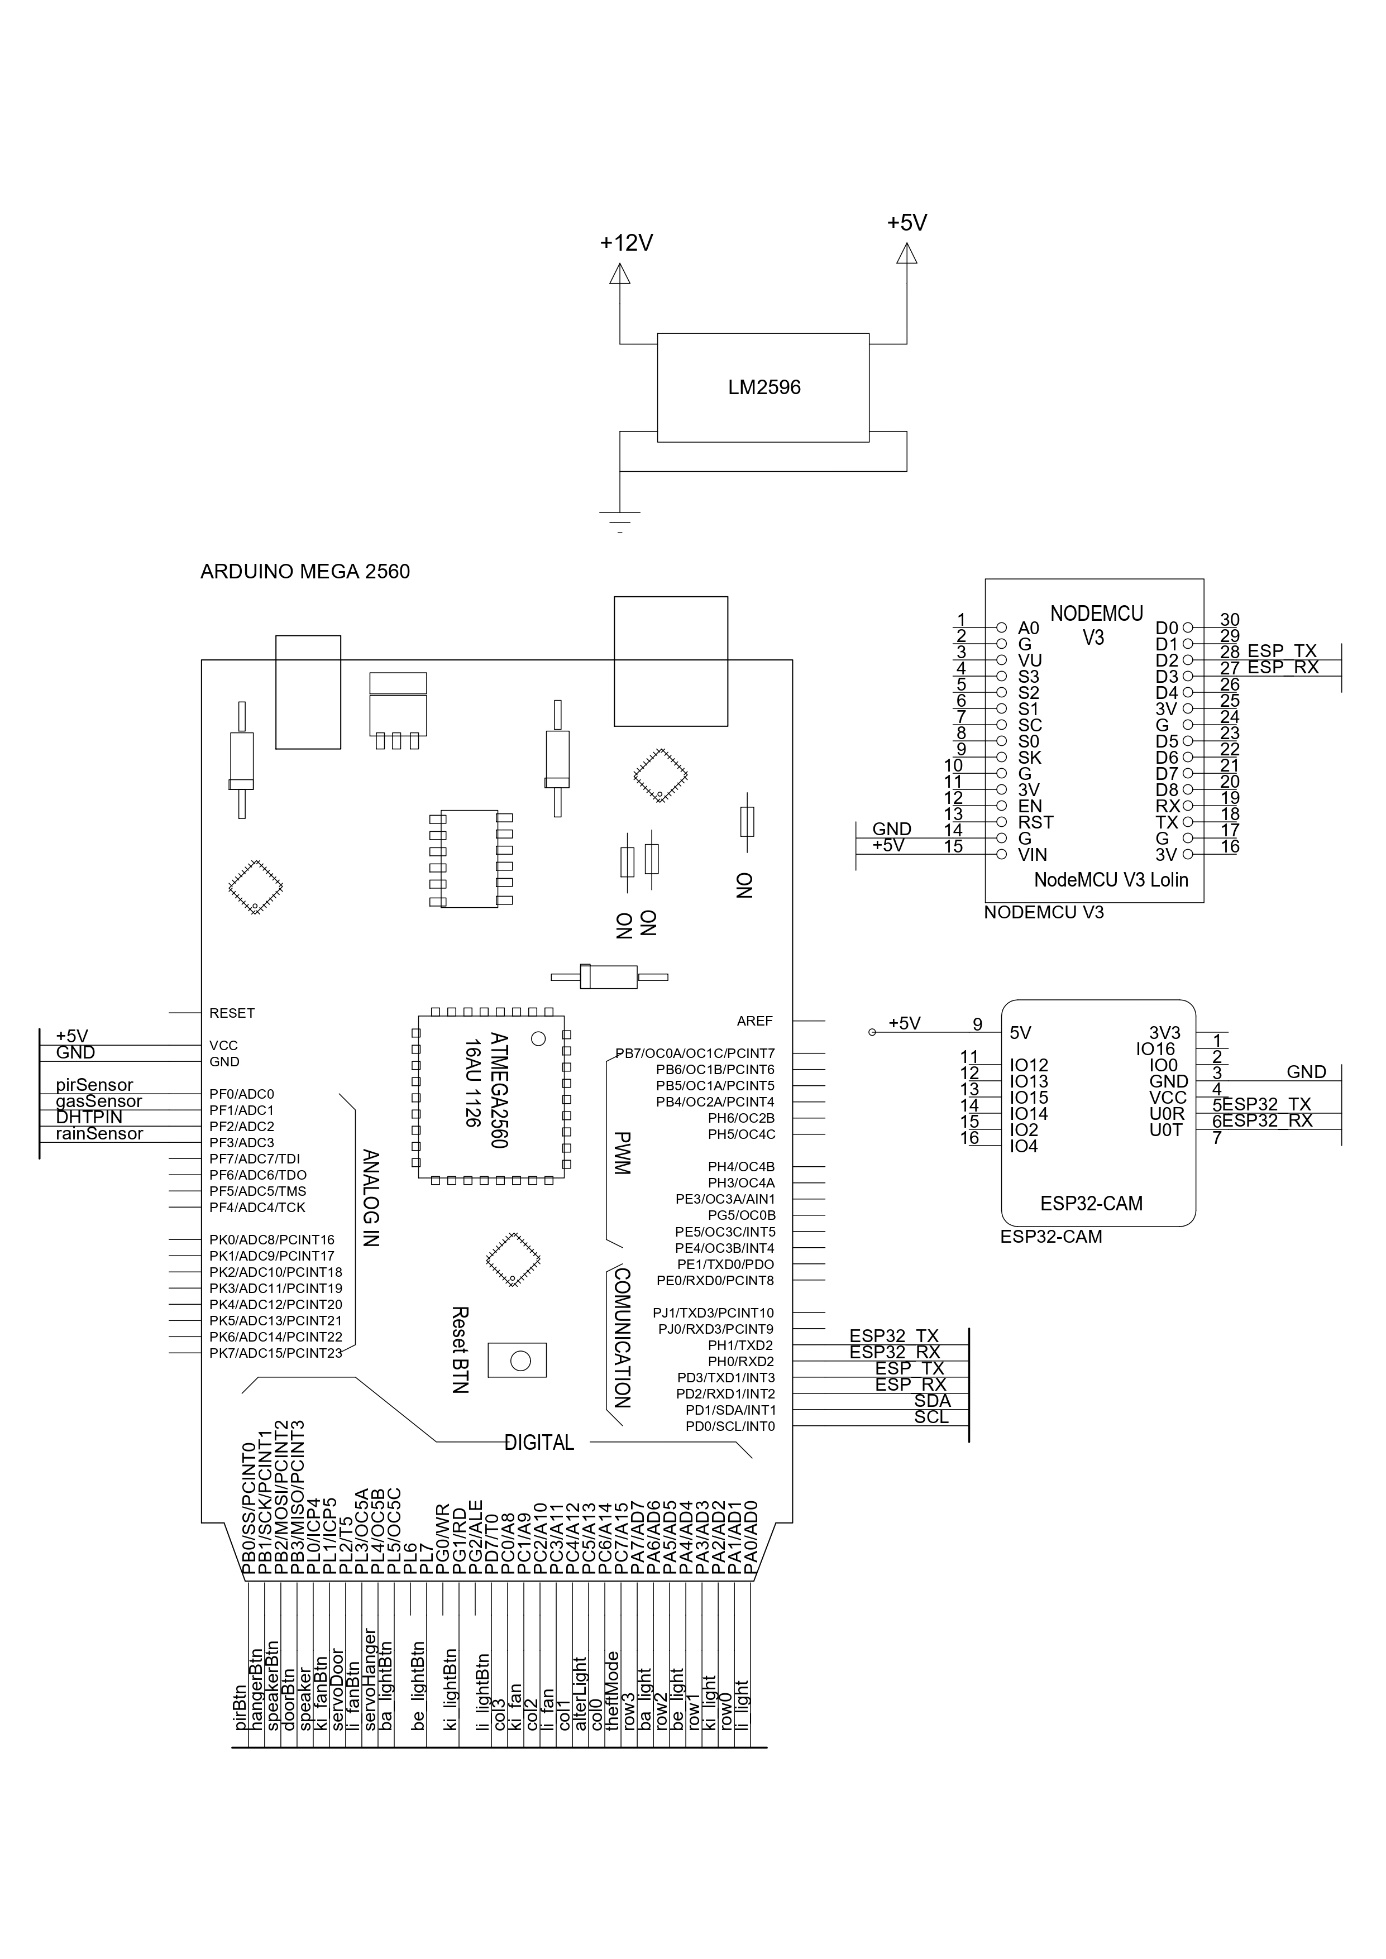 +5V
+12V
LM2596
ARDUINO MEGA 2560
ON
ON
ON
RESET
+5V
VCC
GND
GND
pirSensor
PF0/ADC0
gasSensor
PF1/ADC1
DHTPIN
PF2/ADC2
rainSensor
PF3/ADC3
PF7/ADC7/TDI
PF6/ADC6/TDO
PF5/ADC5/TMS
PF4/ADC4/TCK
PK0/ADC8/PCINT16
PK1/ADC9/PCINT17
PK2/ADC10/PCINT18
PK3/ADC11/PCINT19
PK4/ADC12/PCINT20
PK5/ADC13/PCINT21
PK6/ADC14/PCINT22
PK7/ADC15/PCINT23
ANALOG IN
ATMEGA2560
16AU 1126
Reset BTN
PWM
COMUNICATION
AREF
PB7/OC0A/OC1C/PCINT7
PB6/OC1B/PCINT6
PB5/OC1A/PCINT5
PB4/OC2A/PCINT4
PH6/OC2B
PH5/OC4C
PH4/OC4B
PH3/OC4A
PE3/OC3A/AIN1
PG5/OC0B
PE5/OC3C/INT5
PE4/OC3B/INT4
PE1/TXD0/PDO
PE0/RXD0/PCINT8
PJ1/TXD3/PCINT10
PJ0/RXD3/PCINT9
PH1/TXD2 ESP32_TX
PH0/RXD2 ESP32_RX
PD3/TXD1/INT3 ESP_TX
PD2/RXD1/INT2 ESP_RX
PD1/SDA/INT1 SDA
PD0/SCL/INT0 SCL
DIGITAL
PB0/SS/PCINT0
PB1/SCK/PCINT1
PB2/MOSI/PCINT2
PB3/MISO/PCINT3
PL0/ICP4
PL1/ICP5
PL2/T5
PL3/OC5A
PL4/OC5B
PL5/OC5C
PL6
PL7
PG0/WR
PG1/RD
PG2/ALE
PD7/T0
PC0/A8
PC1/A9
PC2/A10
PC3/A11
PC4/A12
PC5/A13
PC6/A14
PC7/A15
PA7/AD7
PA6/AD6
PA5/AD5
PA4/AD4
PA3/AD3
PA2/AD2
PA1/AD1
PA0/AD0
pirBtn
hangerBtn
speakerBtn
doorBtn
speaker
ki_fanBtn
servoDoor
li_fanBtn
servoHanger
ba_lightBtn
be_lightBtn
ki_lightBtn
li_lightBtn
col3
ki_fan
col2
li_fan
col1
alterLight
col0
theftMode
row3
ba_light
row2
be_light
row1
ki_light
row0
li_light
NODEMCU
V3
1 A0
2 G
3 VU
4 S3
5 S2
6 S1
7 SC
8 S0
9 SK
10 G
11 3V
12 EN
13 RST
GND 14 G
+5V 15 VIN
D0 30
D1 29
D2 28 ESP_TX
D3 27 ESP_RX
D4 26
3V 25
G 24
D5 23
D6 22
D7 21
D8 20
RX 19
TX 18
G 17
3V 16
NodeMCU V3 Lolin
NODEMCU V3
+5V 9 5V
11 IO12
12 IO13
13 IO15
14 IO14
15 IO2
16 IO4
3V3 1
IO16 2
IO0 3
GND 4 GND
VCC 5
U0R 6 ESP32_TX
U0T 7 ESP32_RX
ESP32-CAM
ESP32-CAM